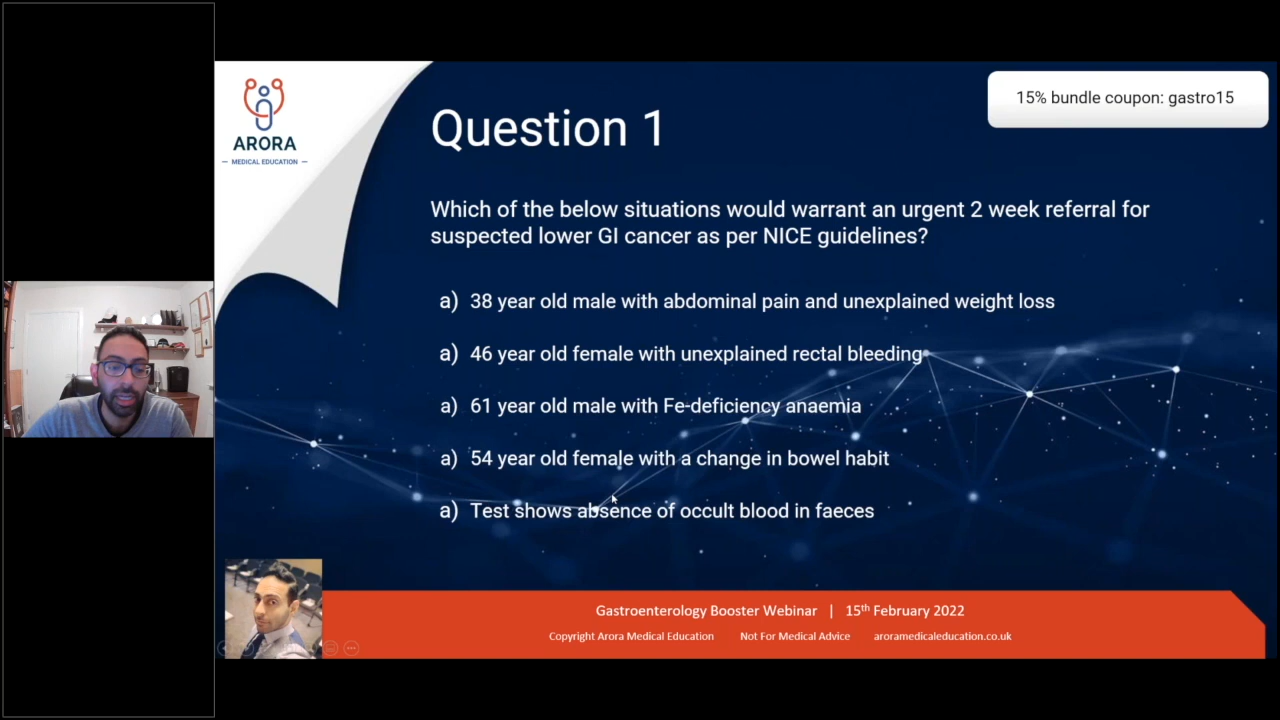 ARORA
— MEDICAL EDUCATION —
15% bundle coupon: gastro15
Question 1
Which of the below situations would warrant an urgent 2 week referral for
suspected lower GI cancer as per NICE guidelines?
a) 38 year old male with abdominal pain and unexplained weight loss
a) 46 year old female with unexplained rectal bleeding
a) 61 year old male with Fe-deficiency anaemia
a) 54 year old female with a change in bowel habit
a) Test shows absence of occult blood in faeces
Gastroenterology Booster Webinar | 15th February 2022
Copyright Arora Medical Education Not For Medical Advice aroramedicaleducation.co.uk